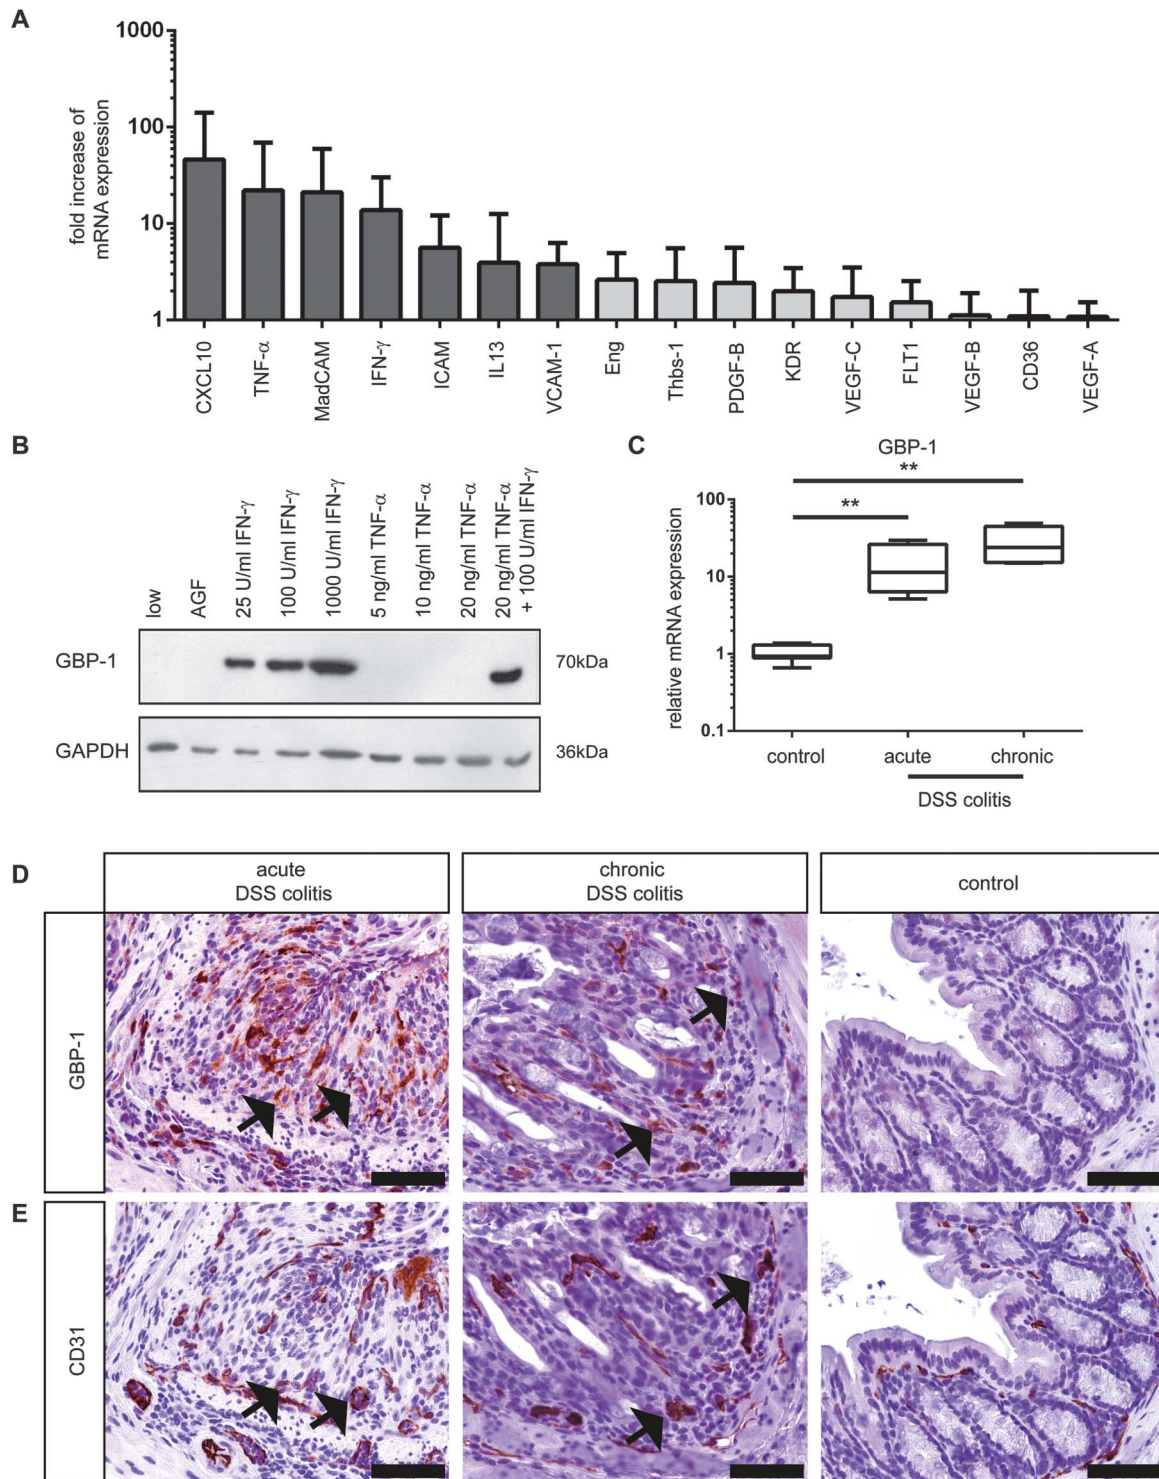 A
fold increase of
mRNA expression
1000
100
10
1
CXCL10
TNF-α
MadCAM
IFN-γ
ICAM
IL13
VCAM-1
Eng
Thbs-1
PDGF-B
KDR
VEGF-C
FLT1
VEGF-B
CD36
VEGF-A
B
low
AGF
25 U/ml IFN-γ
100 U/ml IFN-γ
1000 U/ml IFN-γ
5 ng/ml TNF-α
10 ng/ml TNF-α
20 ng/ml TNF-α
20 ng/ml TNF-α
+ 100 U/ml IFN-γ
GBP-1
70kDa
GAPDH
36kDa
C
GBP-1
**
**
relative mRNA expression
100
10
1
0.1
control
acute
chronic
DSS colitis
D
acute
DSS colitis
chronic
DSS colitis
control
GBP-1
E
CD31